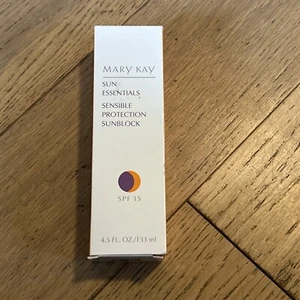 MARY KAY
SUN
ESSENTIALS
SENSIBLE
PROTECTION
SUNBLOCK
SPF 15
4.5 FL. OZ./133 ml